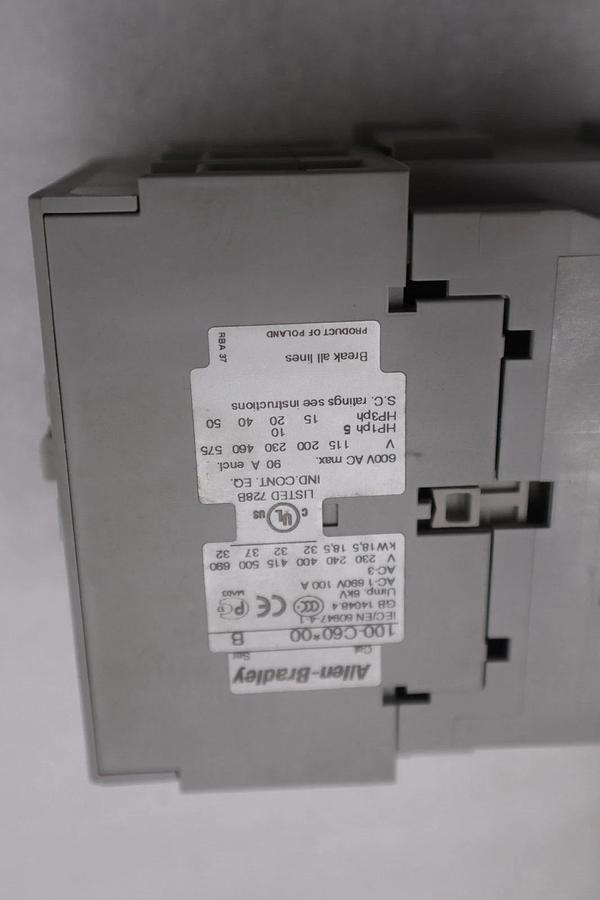 Allen-Bradley
Cat. Ser.
100-C60*00 B
IEC/EN 60947-4-1
GB 14048.4
Uimp. 6kV
AC-1 690V 100 A
AC-3
V 230 240 400 415 500 690
kW 18,5 18,5 32 32 37 32
MA03
CE
C UL US
LISTED 728B
IND.CONT. EQ.
600V AC max. 90 A encl.
V 115 200 230 460 575
HP1ph 5 10
HP3ph 15 20 40 50
S.C. ratings see instructions
Break all lines
PRODUCT OF POLAND
RBA 37